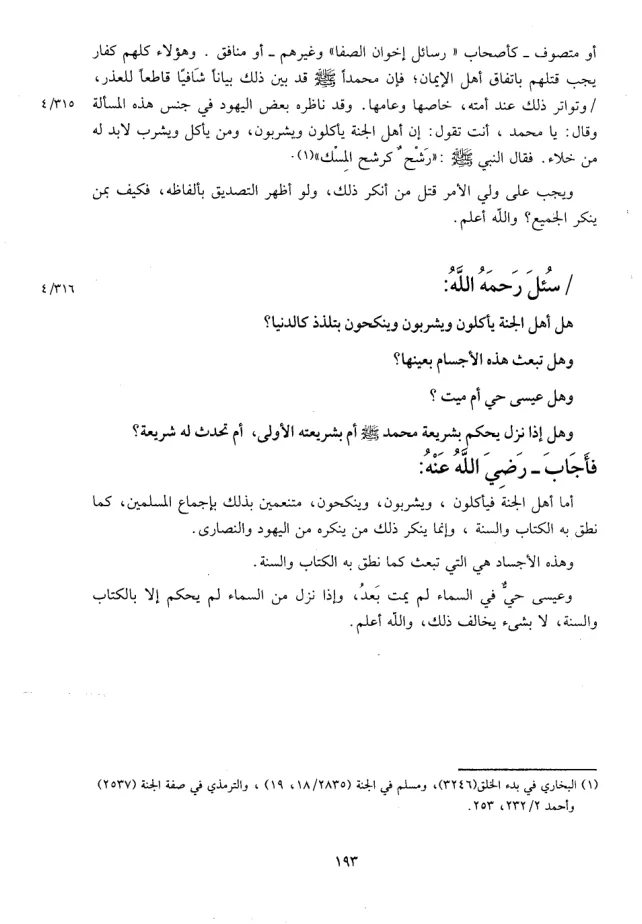 أو متصوف ـ كأصحاب « رسائل إخوان الصفا» وغيرهم ـ أو منافق . وهؤلاء كلهم كفار
يجب قتلهم باتفاق أهل الإيمان؛ فإن محمداً ﷺ قد بين ذلك بياناً شافيًا قاطعاً للعذر،
٤/٣١٥ /وتواتر ذلك عند أمته، خاصها وعامها. وقد ناظره بعض اليهود في جنس هذه المسألة
وقال: يا محمد ، أنت تقول: إن أهل الجنة يأكلون ويشربون، ومن يأكل ويشرب لابد له
من خلاء. فقال النبي ﷺ :«رَشْحٌ كرشح المِسْك»(١).
ويجب على ولي الأمر قتل من أنكر ذلك، ولو أظهر التصديق بألفاظه، فكيف بمن
ينكر الجميع؟ والله أعلم.
٤/٣١٦ / سُئلَ رَحمَهُ اللَّهُ:
هل أهل الجنة يأكلون ويشربون وينكحون بتلذذ كالدنيا؟
وهل تبعث هذه الأجسام بعينها؟
وهل عيسى حي أم ميت ؟
وهل إذا نزل يحكم بشريعة محمد ﷺ أم بشريعته الأولى، أم تحدث له شريعة؟
فأَجَابَ ـ رَضيَ اللَّهُ عَنْهُ:
أما أهل الجنة فيأكلون ، ويشربون، وينكحون، متنعمين بذلك بإجماع المسلمين، كما
نطق به الكتاب والسنة ، وإنما ينكر ذلك من ينكره من اليهود والنصارى.
وهذه الأجساد هي التي تبعث كما نطق به الكتاب والسنة.
وعيسى حيٌّ في السماء لم يمت بَعدُ، وإذا نزل من السماء لم يحكم إلا بالكتاب
والسنة، لا بشىء يخالف ذلك، والله أعلم.
(١) البخاري في بدء الخلق(٣٢٤٦)، ومسلم في الجنة (١٨/٢٨٣٥، ١٩) ، والترمذي في صفة الجنة (٢٥٣٧)
وأحمد ٢/ ٢٣٢، ٢٥٣.
١٩٣